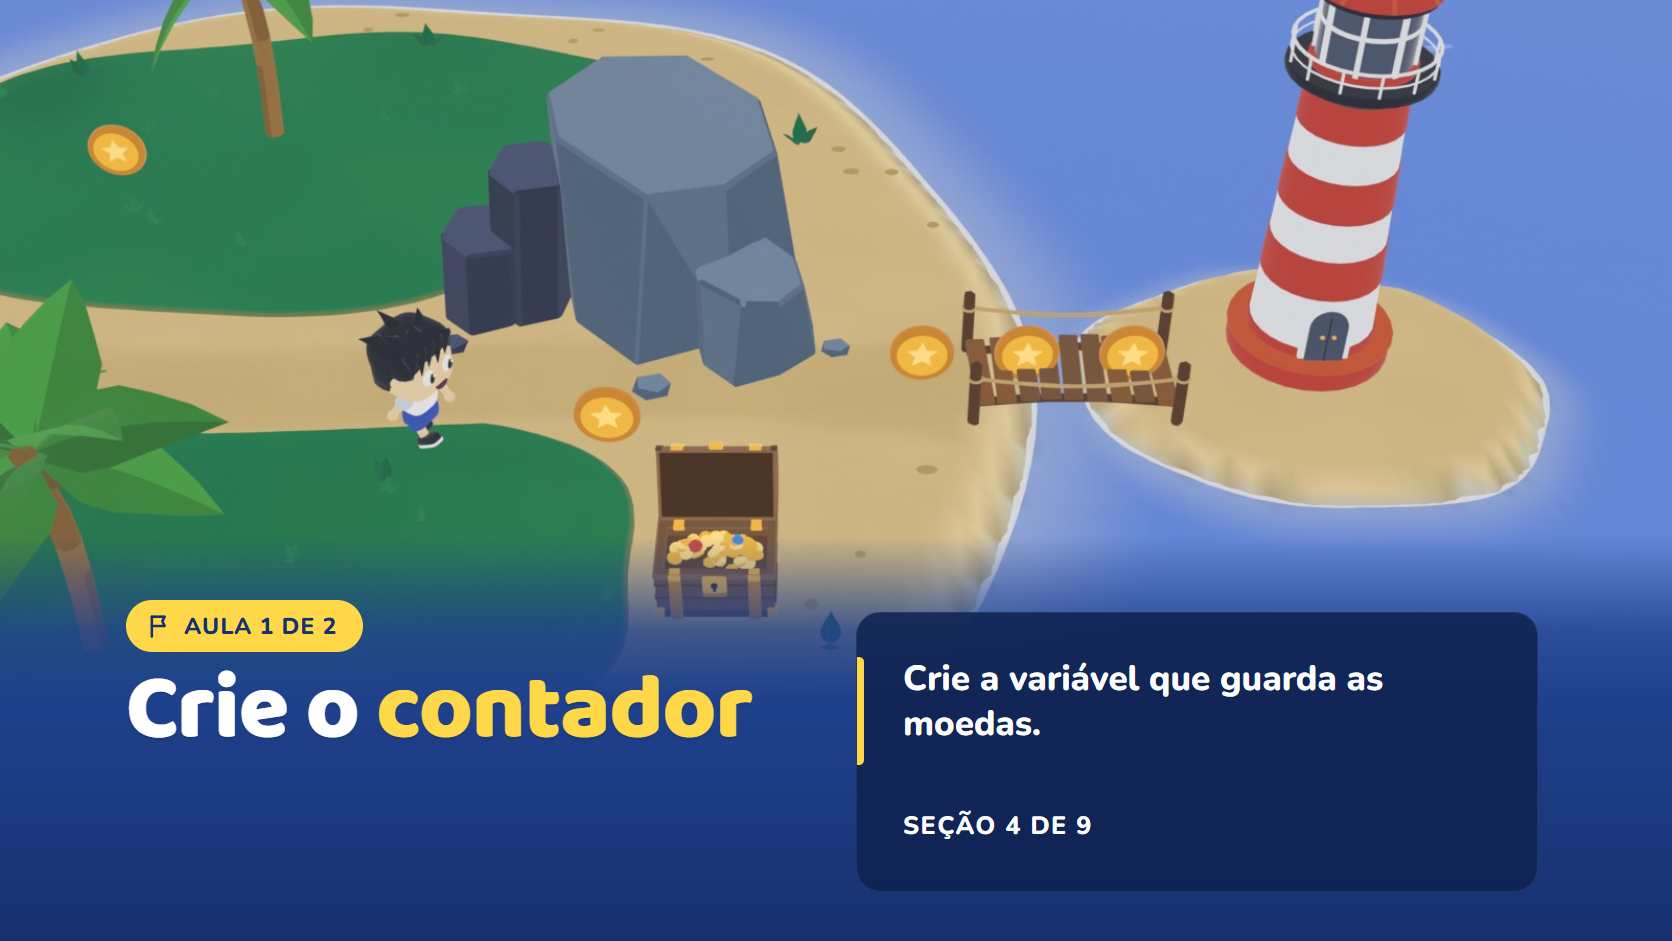 AULA 1 DE 2
Crie o contador
Crie a variável que guarda as
moedas.
SEÇÃO 4 DE 9